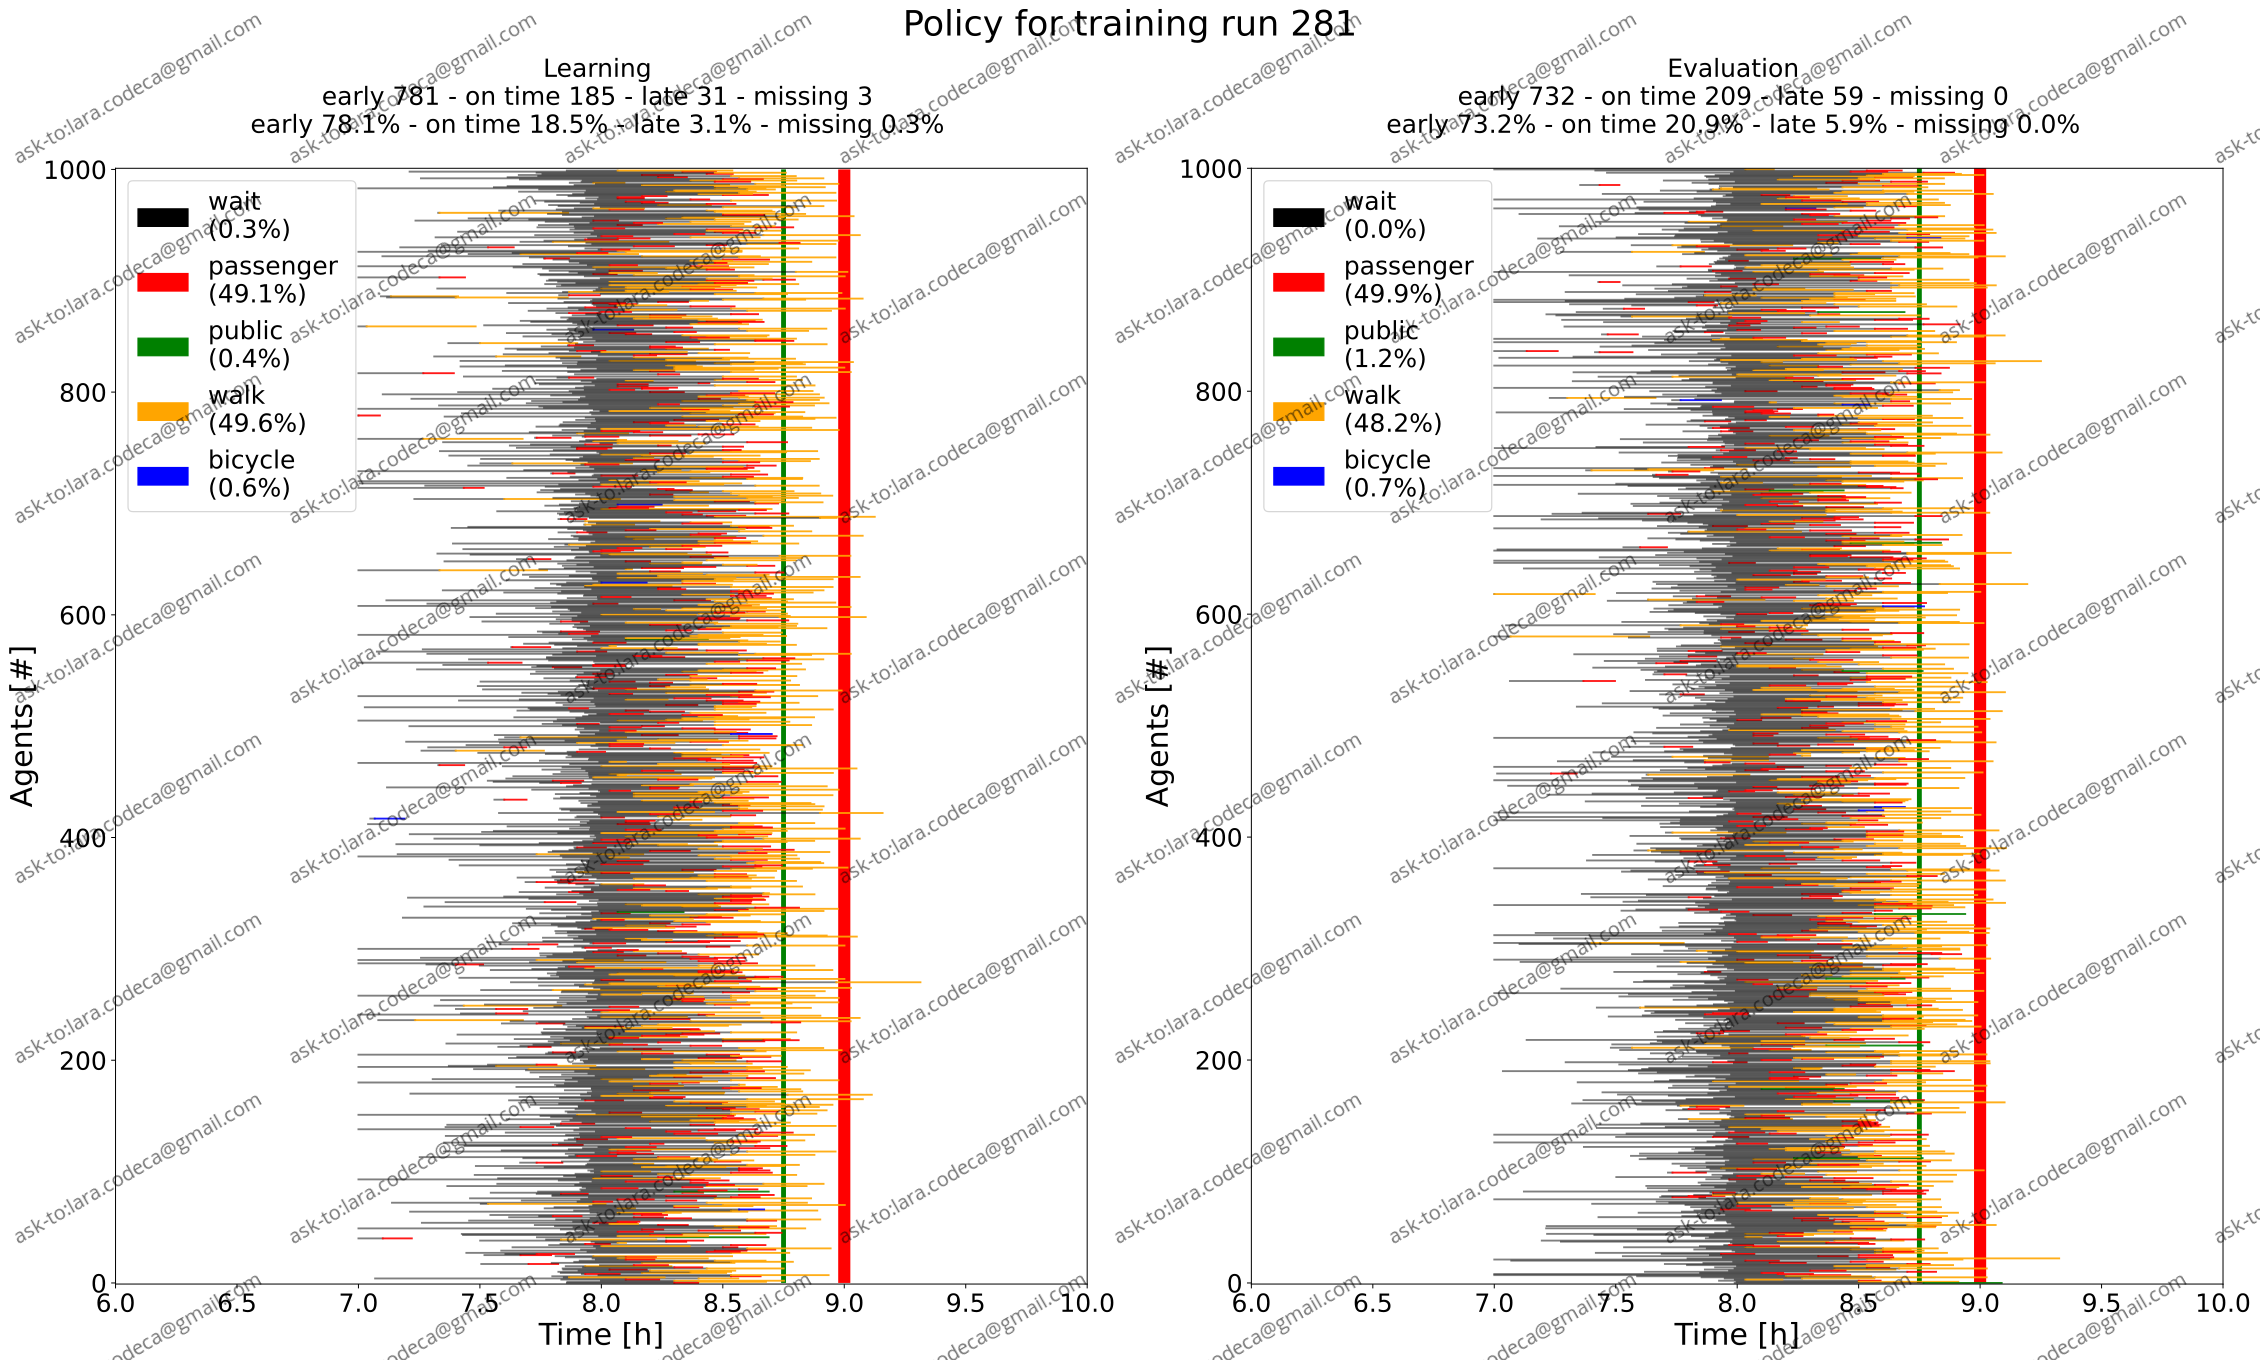 Policy for training run 281
Learning
early 781 - on time 185 - late 31 - missing 3
early 78.1% - on time 18.5% - late 3.1% - missing 0.3%
1000
800
600
400
200
0
Agents [#]
wait
(0.3%)
passenger
(49.1%)
public
(0.4%)
walk
(49.6%)
bicycle
(0.6%)
6.0 6.5 7.0 7.5 8.0 8.5 9.0 9.5 10.0
Time [h]
Evaluation
early 732 - on time 209 - late 59 - missing 0
early 73.2% - on time 20.9% - late 5.9% - missing 0.0%
1000
800
600
400
200
0
Agents [#]
wait
(0.0%)
passenger
(49.9%)
public
(1.2%)
walk
(48.2%)
bicycle
(0.7%)
6.0 6.5 7.0 7.5 8.0 8.5 9.0 9.5 10.0
Time [h]
ask-to:lara.codeca@gmail.com